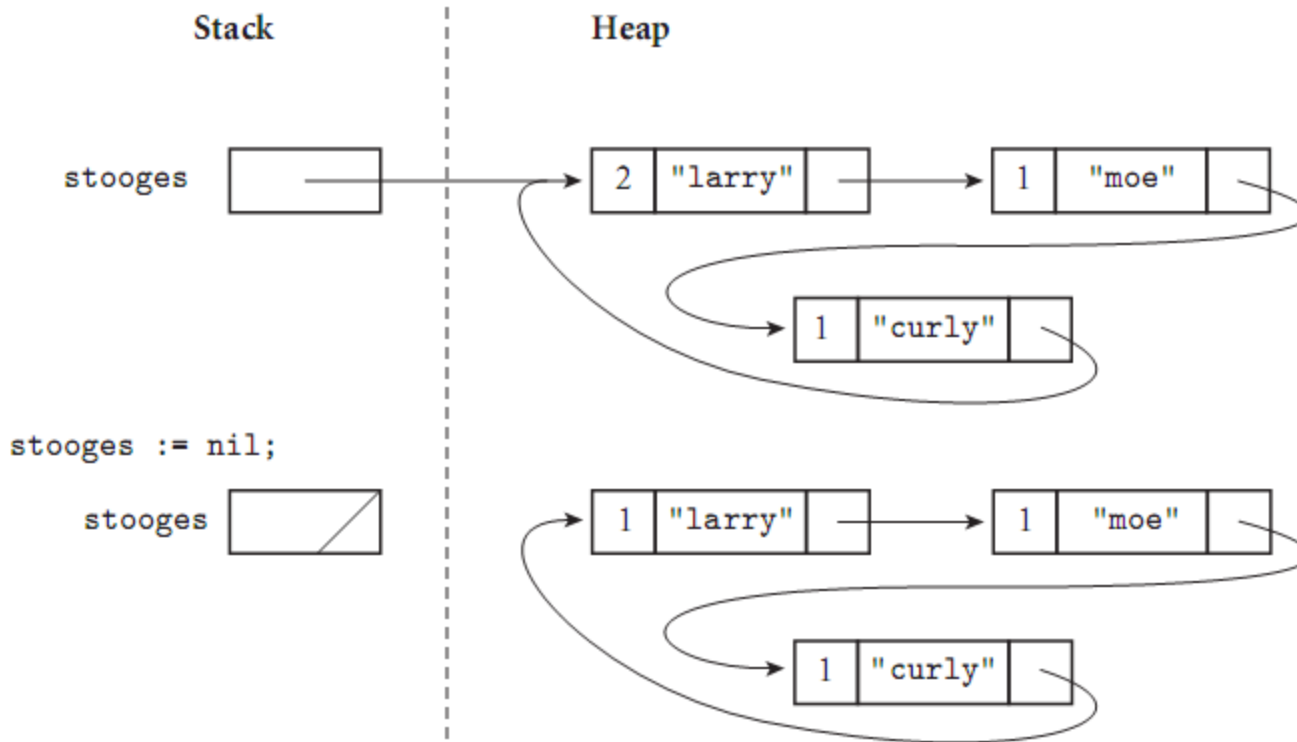 Stack Heap
stooges 2 "larry" 1 "moe"
1 "curly"
stooges := nil;
stooges 1 "larry" 1 "moe"
1 "curly"